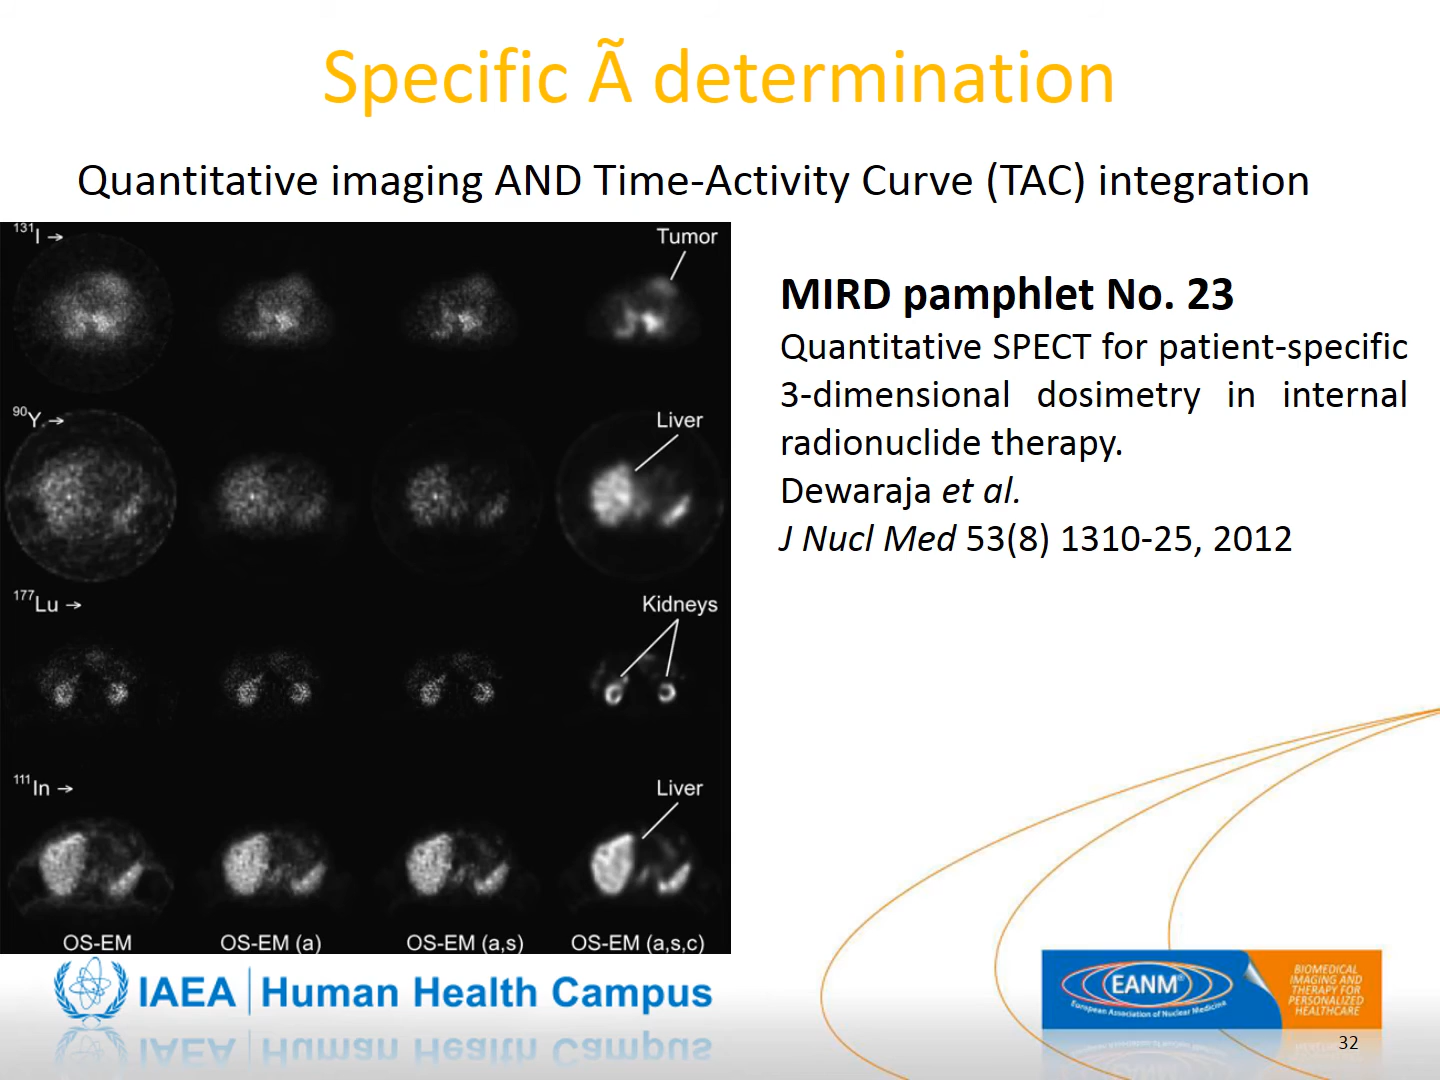 Specific Ã determination
Quantitative imaging AND Time-Activity Curve (TAC) integration
131I →
Tumor
90Y. →
Liver
177Lu →
Kidneys
111In →
Liver
OS-EM
OS-EM (a)
OS-EM (a,s)
OS-EM (a,s,c)
MIRD pamphlet No. 23
Quantitative SPECT for patient-specific
3-dimensional dosimetry in internal
radionuclide therapy.
Dewaraja et al.
J Nucl Med 53(8) 1310-25, 2012
IAEA | Human Health Campus
EANM®
European Association of Nuclear Medicine
BIOMEDICAL
IMAGING AND
THERAPY FOR
PERSONALIZED
HEALTHCARE
32